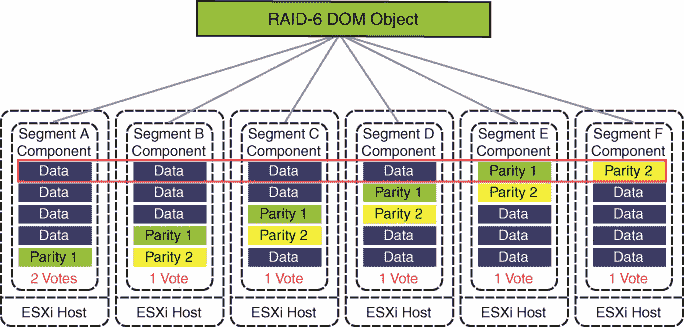 RAID-6 DOM Object
Segment A Component
Data
Data
Data
Data
Parity 1
2 Votes
ESXi Host
Segment B Component
Data
Data
Data
Parity 1
Parity 2
1 Vote
ESXi Host
Segment C Component
Data
Data
Parity 1
Parity 2
Data
1 Vote
ESXi Host
Segment D Component
Data
Parity 1
Parity 2
Data
Data
1 Vote
ESXi Host
Segment E Component
Parity 1
Parity 2
Data
Data
Data
1 Vote
ESXi Host
Segment F Component
Parity 2
Data
Data
Data
Data
1 Vote
ESXi Host